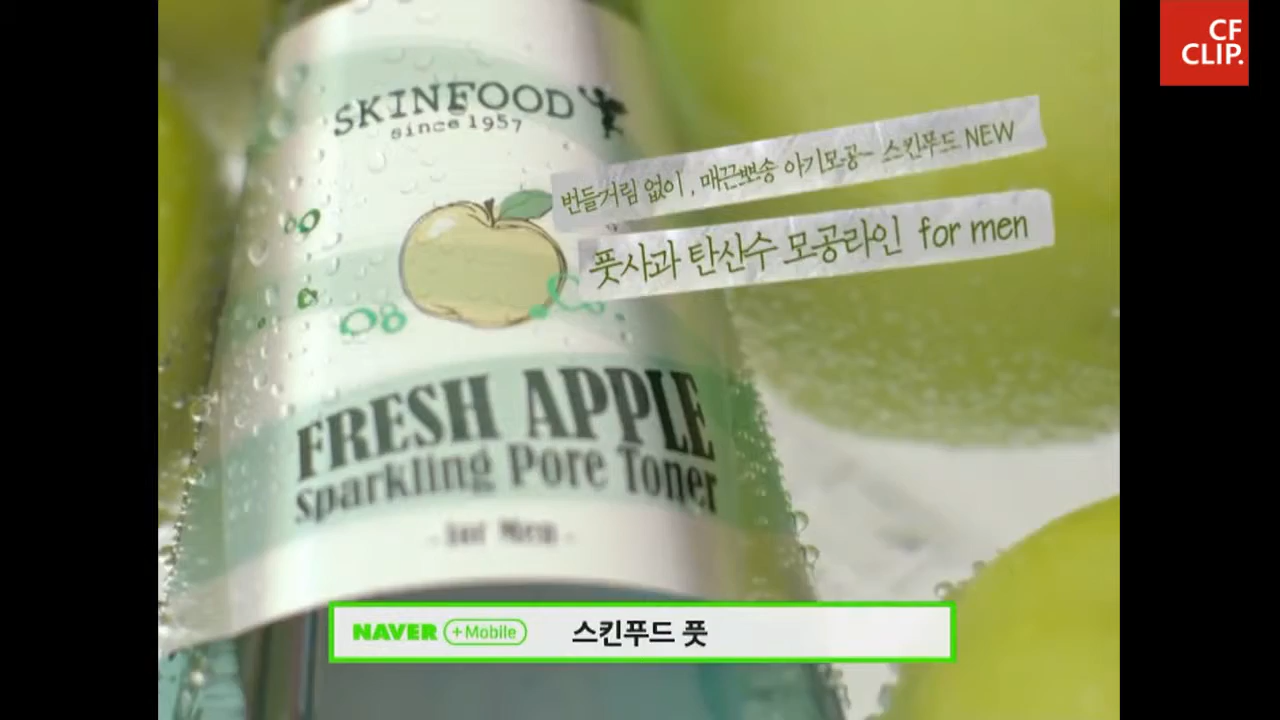 CF
CLIP.
SKINFOOD
since 1957
번들거림 없이, 매끈뽀송 아기모공~ 스킨푸드 NEW
풋사과 탄산수 모공라인 for men
FRESH APPLE
sparkling Pore Toner
- for Men -
NAVER +Mobile 스킨푸드 풋